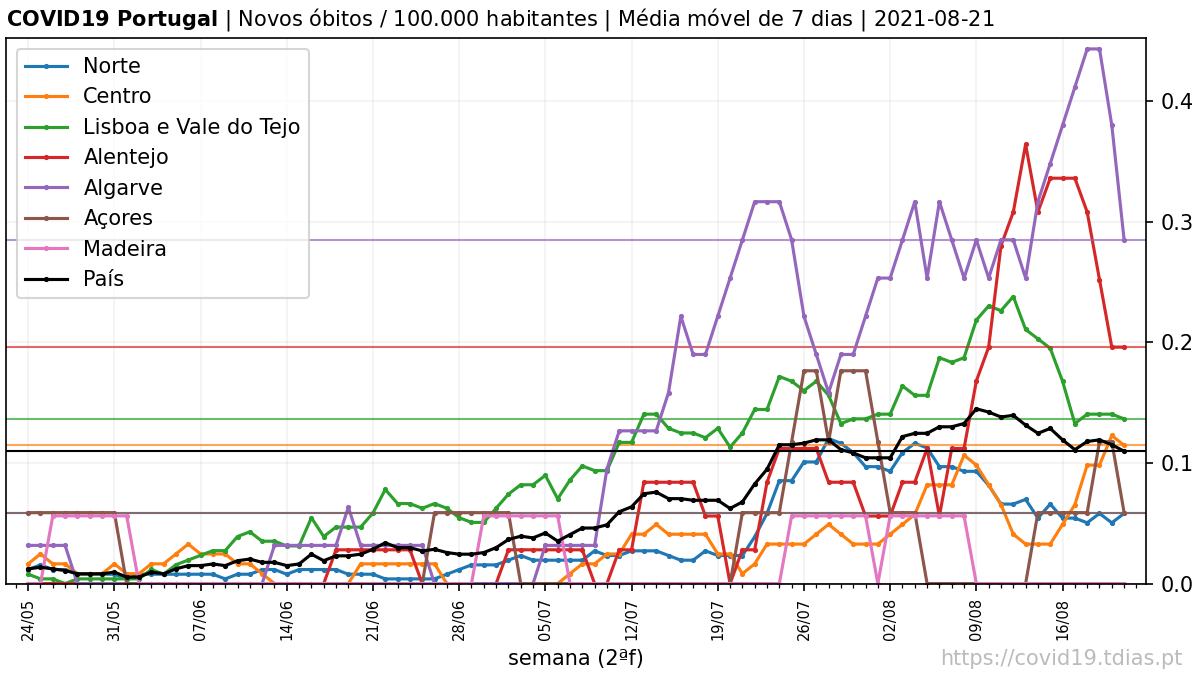 COVID19 Portugal | Novos óbitos / 100.000 habitantes | Média móvel de 7 dias | 2021-08-21
Norte
Centro
Lisboa e Vale do Tejo
Alentejo
Algarve
Açores
Madeira
País
0.4
0.3
0.2
0.1
0.0
24/05 31/05 07/06 14/06 21/06 28/06 05/07 12/07 19/07 26/07 02/08 09/08 16/08
semana (2ªf)
https://covid19.tdias.pt